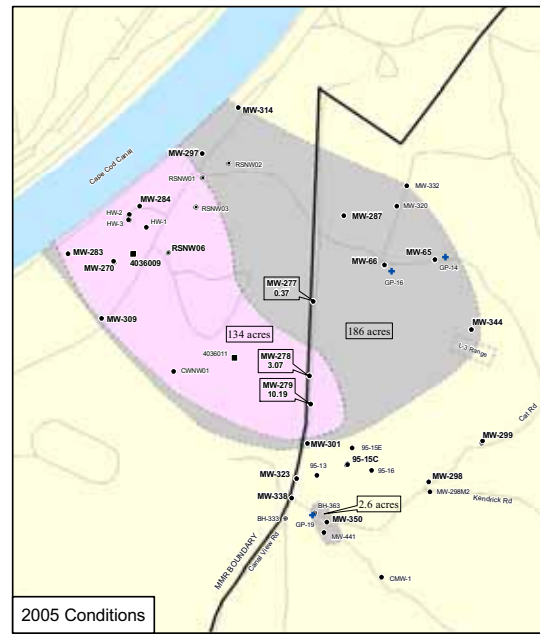 MW-314
Cape Cod Canal
MW-297
RSNW02
RSNW01
MW-332
MW-284
RSNW03
MW-320
HW-2
HW-3
HW-1
MW-287
MW-283
RSNW06
MW-270
4036009
MW-65
MW-66
GP-14
GP-16
MW-277
0.37
MW-309
134 acres
186 acres
MW-344
L-3 Range
4036011
MW-278
3.07
CWNW01
MW-279
10.19
Cat Rd
MW-301
95-15E
MW-299
95-15C
95-13
95-16
MW-323
MW-298
MW-298M2
MW-338
Kendrick Rd
BH-363
2.6 acres
BH-333
GP-19
MW-350
MW-441
MMR BOUNDARY
Canal View Rd
CMW-1
2005 Conditions